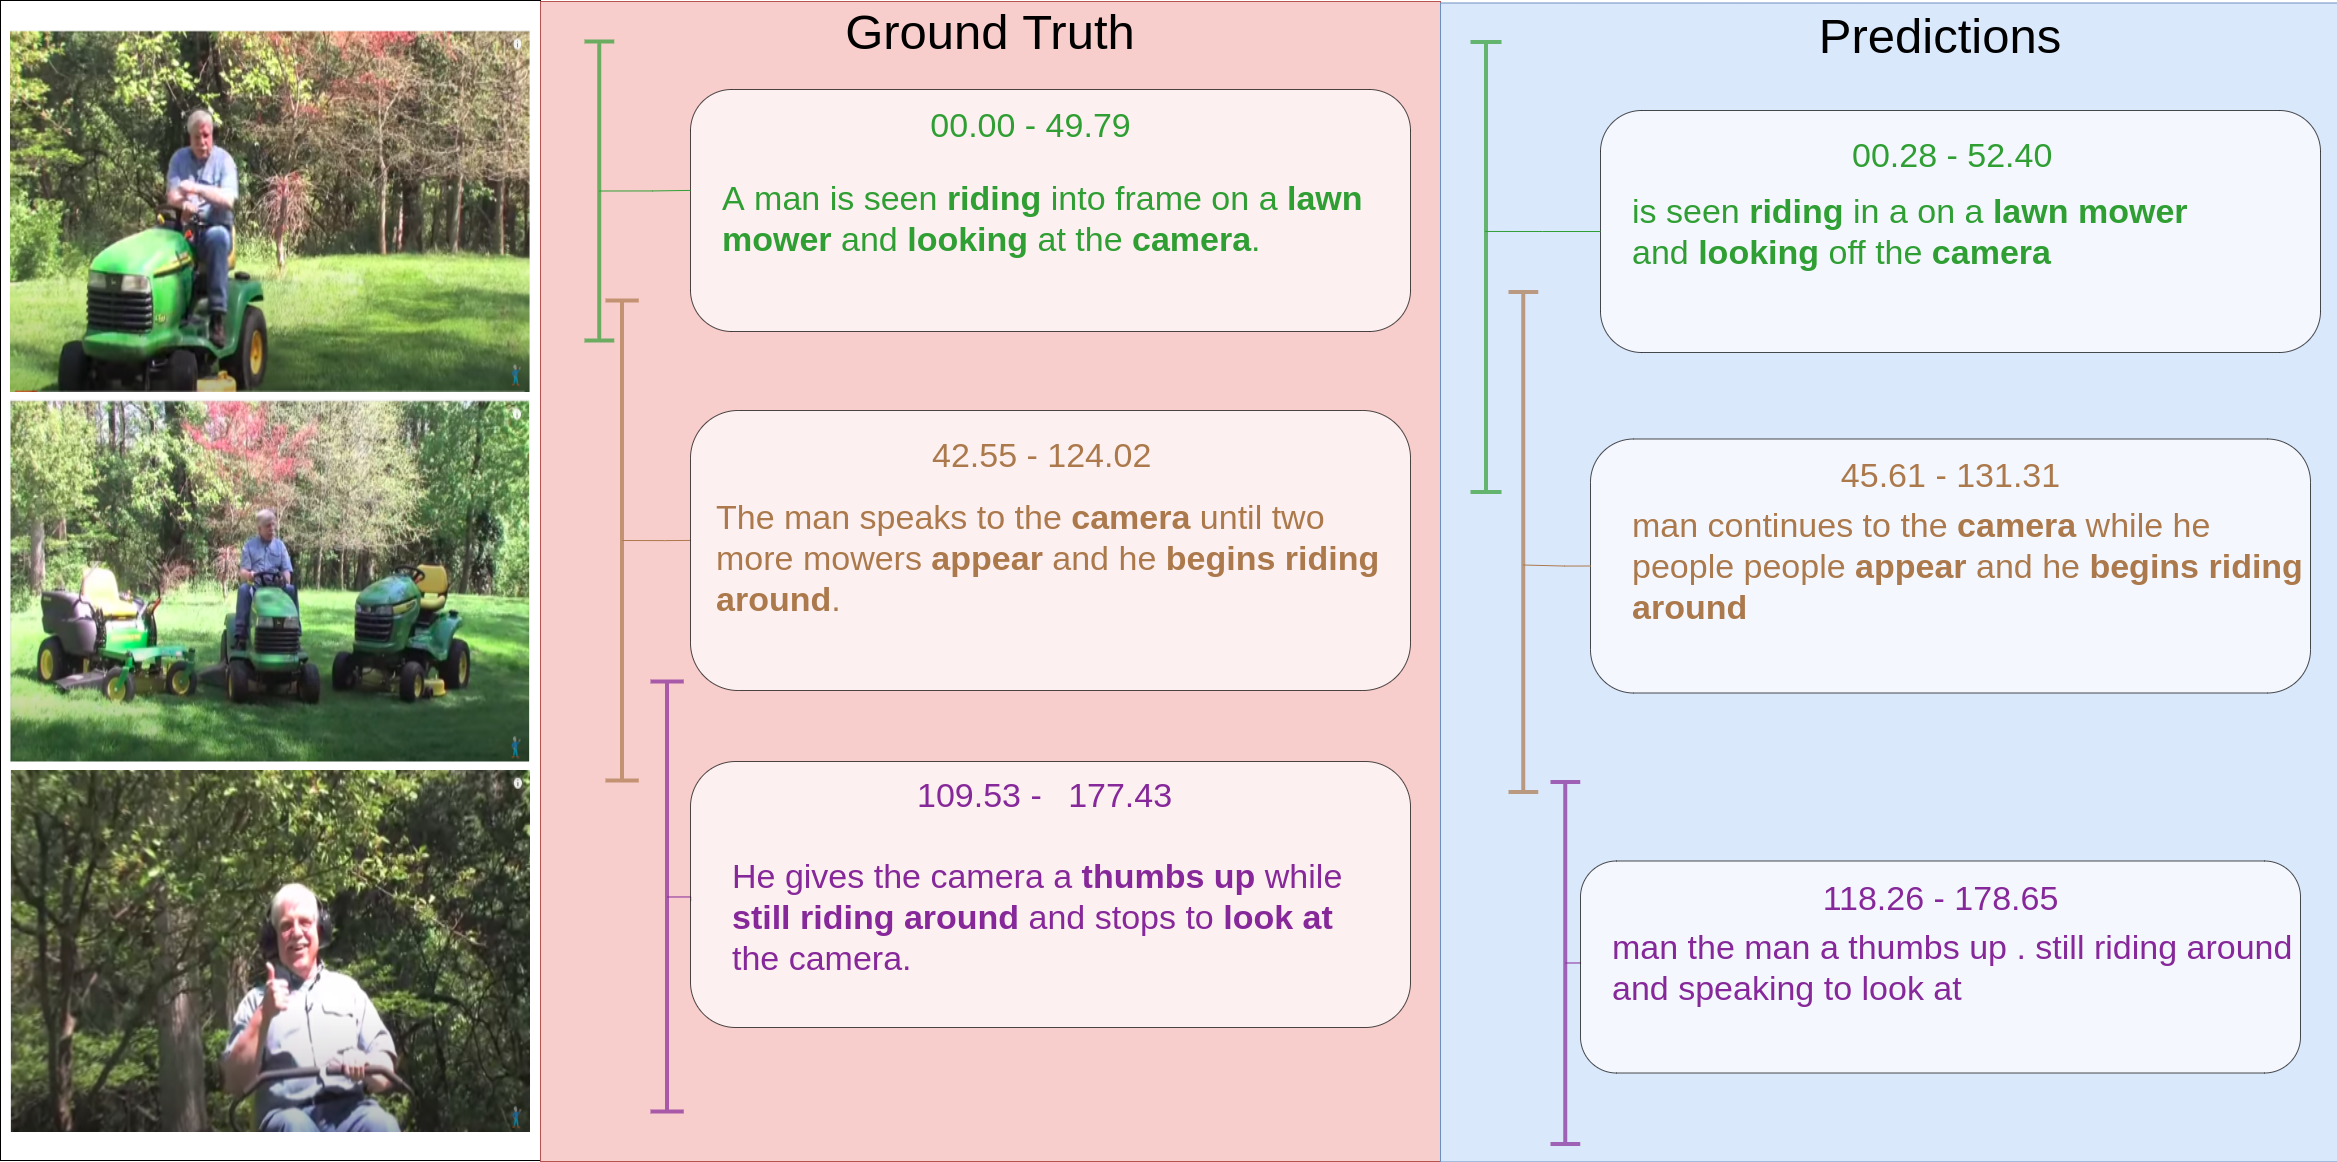 Ground Truth
00.00 - 49.79
A man is seen riding into frame on a lawn
mower and looking at the camera.
42.55 - 124.02
The man speaks to the camera until two
more mowers appear and he begins riding
around.
109.53 - 177.43
He gives the camera a thumbs up while
still riding around and stops to look at
the camera.
Predictions
00.28 - 52.40
is seen riding in a on a lawn mower
and looking off the camera
45.61 - 131.31
man continues to the camera while he
people people appear and he begins riding
around
118.26 - 178.65
man the man a thumbs up . still riding around
and speaking to look at